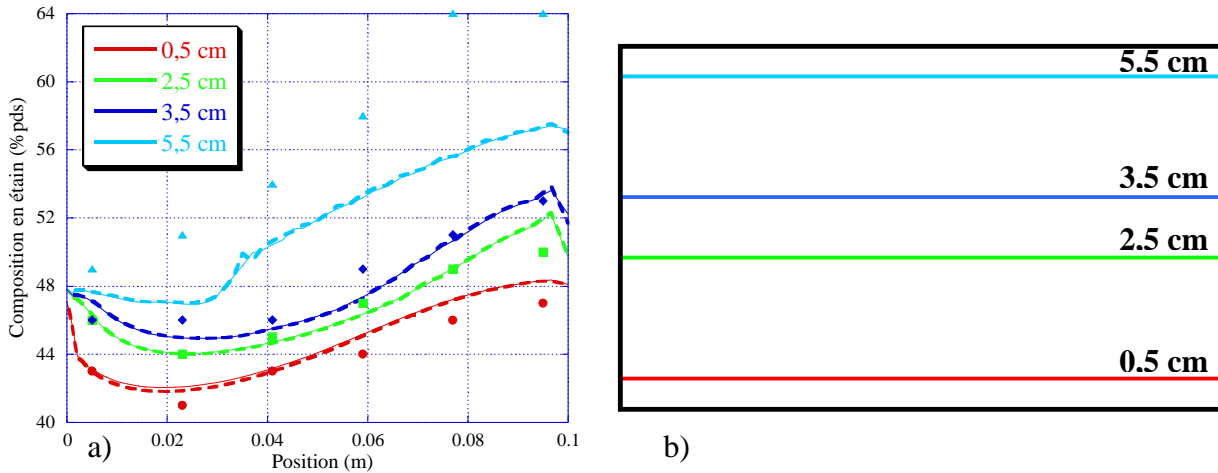 64
60
56
52
48
44
40
Composition en étain (%pds)
0,5 cm
2,5 cm
3,5 cm
5,5 cm
0
0.02
0.04
0.06
0.08
0.1
a)
Position (m)
5.5 cm
3.5 cm
2.5 cm
0.5 cm
b)